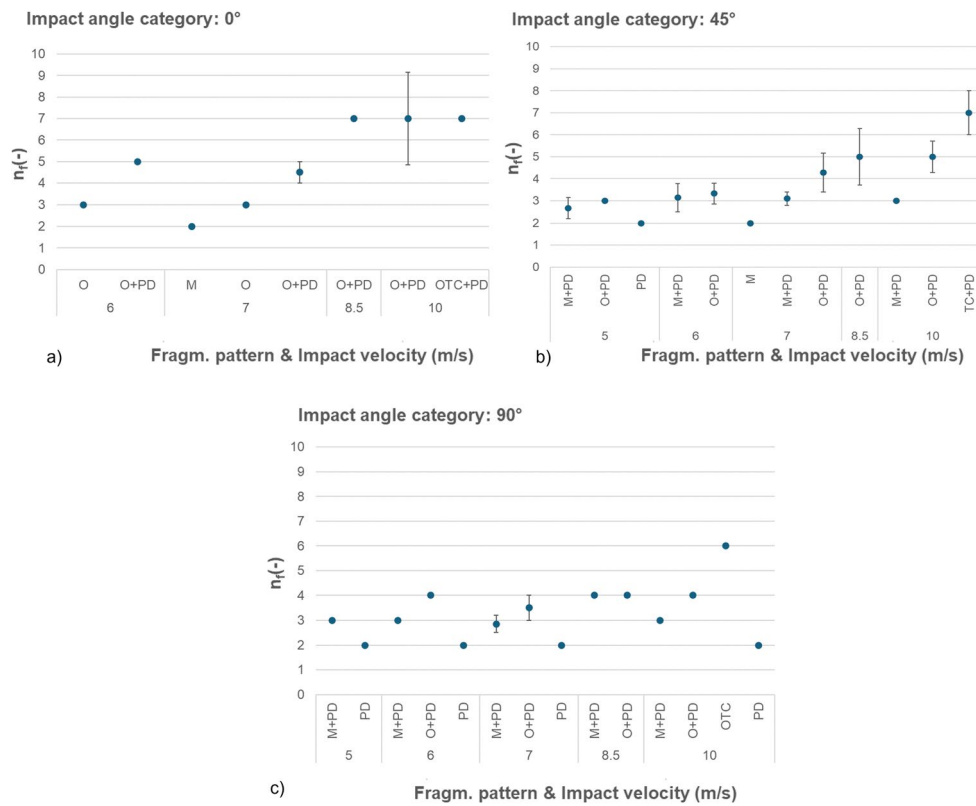 Impact angle category: 0°
10
9
8
7
6
5
4
3
2
1
0
n_f(-)
O O+PD M O O+PD O+PD O+PD OTC+PD
6 7 8.5 10
a) Fragm. pattern & Impact velocity (m/s)
Impact angle category: 45°
10
9
8
7
6
5
4
3
2
1
0
n_f(-)
M+PD O+PD PD M+PD O+PD M M+PD O+PD O+PD M+PD O+PD TC+PD
5 6 7 8.5 10
b) Fragm. pattern & Impact velocity (m/s)
Impact angle category: 90°
10
9
8
7
6
5
4
3
2
1
0
n_f(-)
M+PD PD M+PD O+PD PD M+PD O+PD PD M+PD O+PD M+PD O+PD OTC PD
5 6 7 8.5 10
c) Fragm. pattern & Impact velocity (m/s)